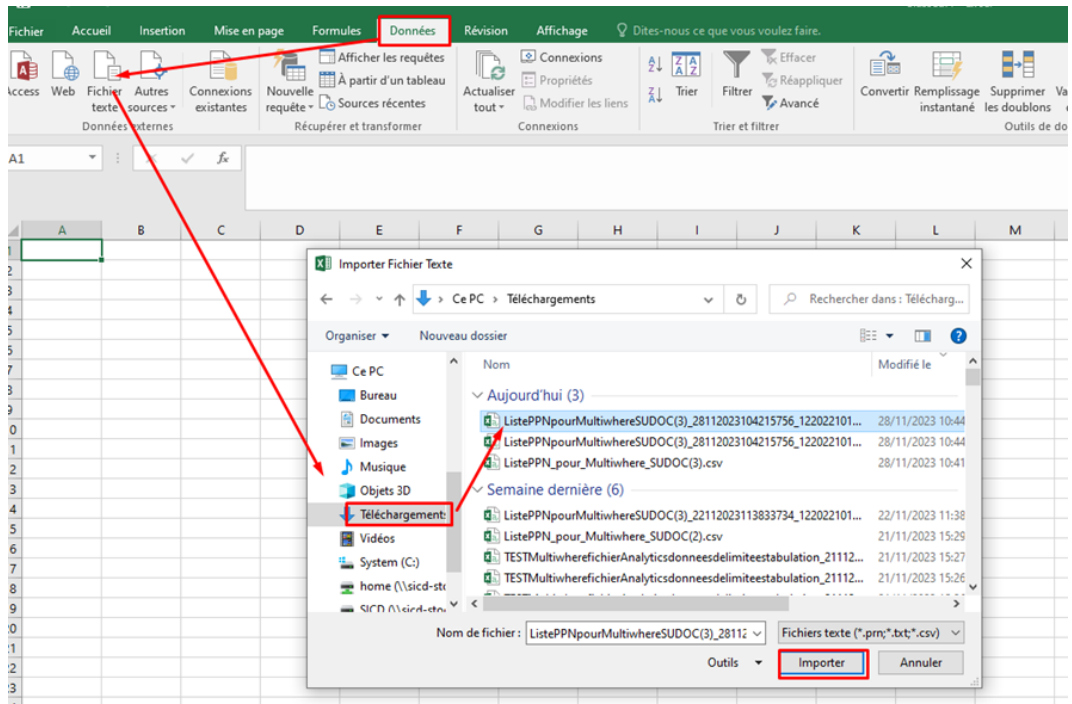 Fichier Accueil Insertion Mise en page Formules Données Révision Affichage Dites-nous ce que vous voulez faire.
Access Web Fichier texte Autres sources Connexions existantes
Données externes
Nouvelle requête Afficher les requêtes
À partir d'un tableau
Sources récentes
Récupérer et transformer
Actualiser tout Connexions
Propriétés
Modifier les liens
Connexions
Trier Filtrer Effacer
Réappliquer
Avancé
Trier et filtrer
Convertir Remplissage instantané Supprimer les doublons
Outils de do
A1 fx
A B C D E F G H I J K L M
Importer Fichier Texte
Ce PC › Téléchargements Rechercher dans : Télécharg...
Organiser Nouveau dossier
Ce PC
Bureau
Documents
Images
Musique
Objets 3D
Téléchargement
Vidéos
System (C:)
home (\\sicd-sto
SICD (\\sicd-sto
Nom Modifié le
Aujourd'hui (3)
ListePPNpourMultiwhereSUDOC(3)_28112023104215756_122022101... 28/11/2023 10:44
ListePPNpourMultiwhereSUDOC(3)_28112023104215756_122022101... 28/11/2023 10:44
ListePPN_pour_Multiwhere_SUDOC(3).csv 28/11/2023 10:41
Semaine dernière (6)
ListePPNpourMultiwhereSUDOC(3)_22112023113833734_122022101... 22/11/2023 11:38
ListePPN_pour_Multiwhere_SUDOC(2).csv 21/11/2023 15:29
TESTMultiwherefichierAnalyticsdonneesdelimiteestabulation_21112... 21/11/2023 15:27
TESTMultiwherefichierAnalyticsdonneesdelimiteestabulation_21112... 21/11/2023 15:26
Nom de fichier : ListePPNpourMultiwhereSUDOC(3)_28112 Fichiers texte (*.prn;*.txt;*.csv)
Outils Importer Annuler